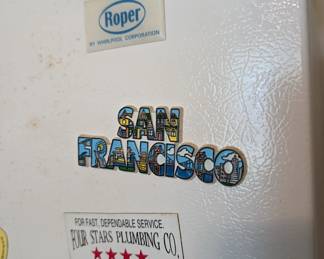 Roper
BY WHIRLPOOL CORPORATION
SAN
FRANCISCO
FOR FAST, DEPENDABLE SERVICE.
FOUR STARS PLUMBING CO.